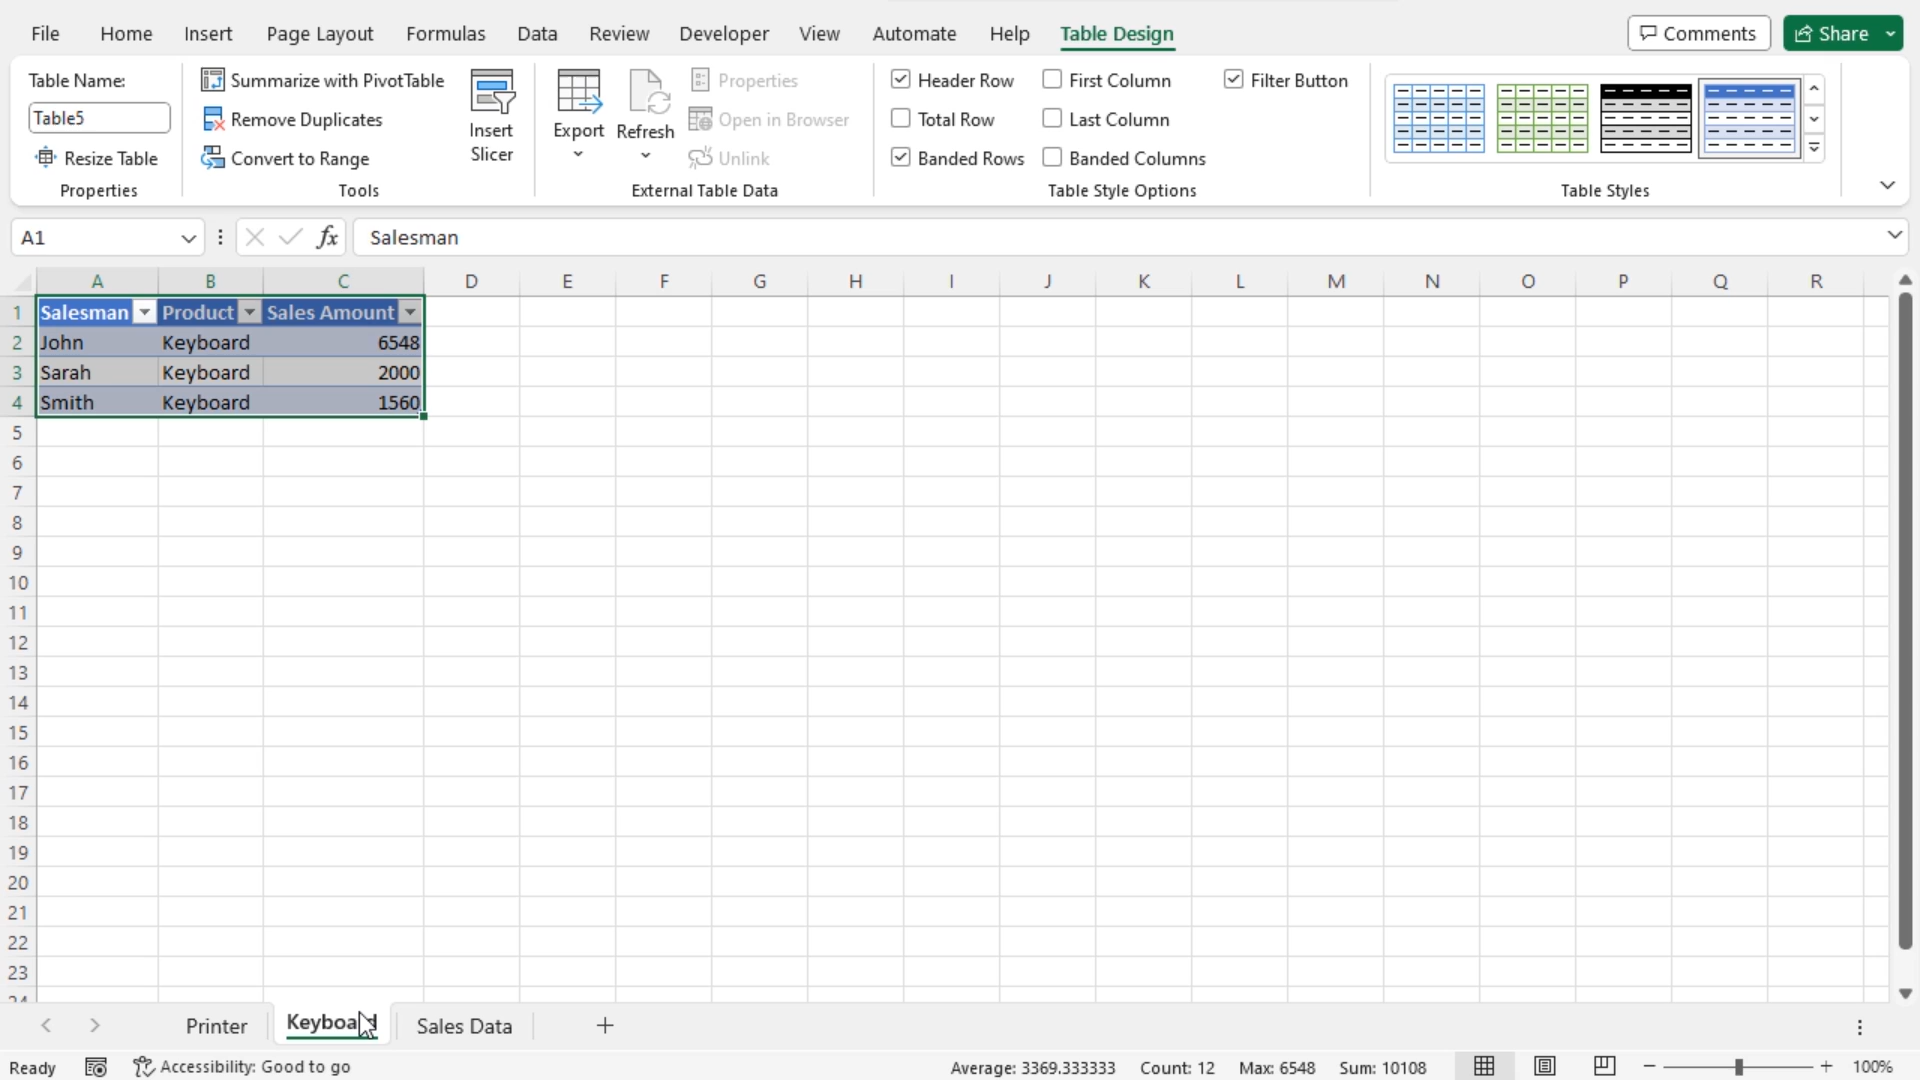 File Home Insert Page Layout Formulas Data Review Developer View Automate Help Table Design Comments Share
Table Name:
Table5
Resize Table
Properties
Summarize with PivotTable
Remove Duplicates
Convert to Range
Tools
Insert
Slicer
Export
Refresh
Properties
Open in Browser
Unlink
External Table Data
Header Row
Total Row
Banded Rows
First Column
Last Column
Banded Columns
Filter Button
Table Style Options
Table Styles
A1 fx Salesman
A B C D E F G H I J K L M N O P Q R
1 Salesman Product Sales Amount
2 John Keyboard 6548
3 Sarah Keyboard 2000
4 Smith Keyboard 1560
5
6
7
8
9
10
11
12
13
14
15
16
17
18
19
20
21
22
23
24
Printer Keyboard Sales Data +
Ready Accessibility: Good to go Average: 3369.333333 Count: 12 Max: 6548 Sum: 10108 100%